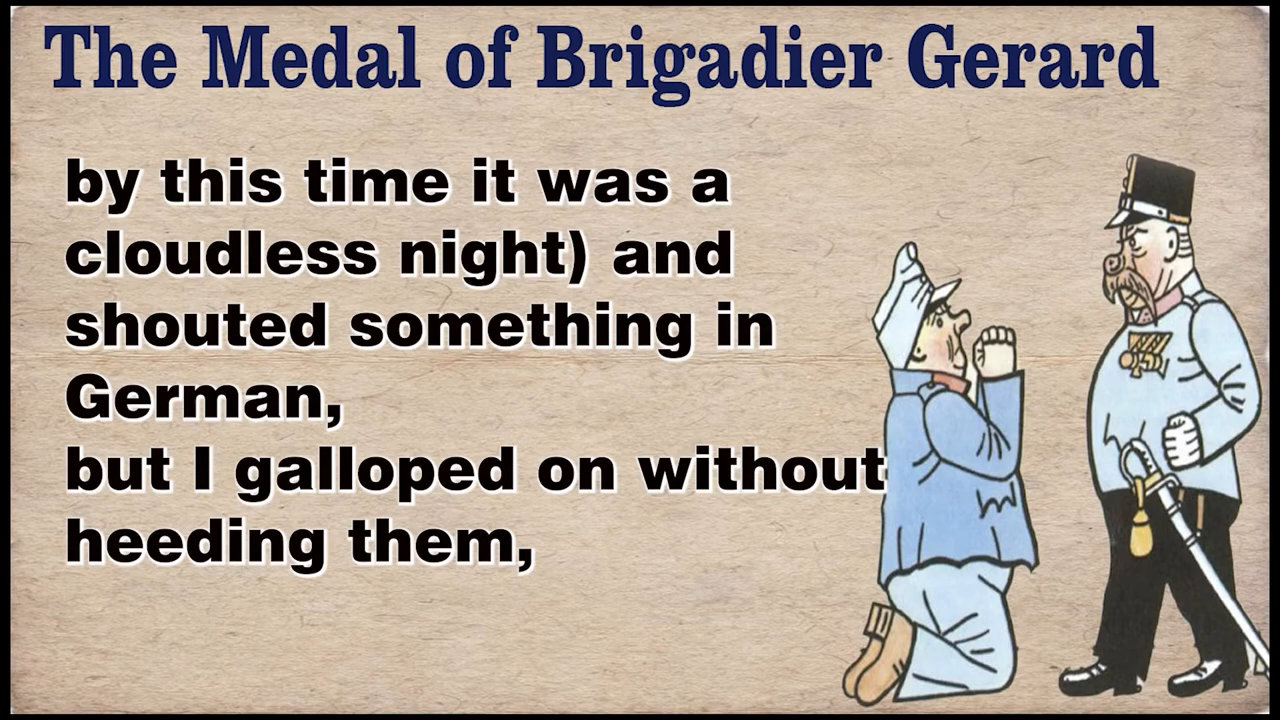 The Medal of Brigadier Gerard
by this time it was a
cloudless night) and
shouted something in
German,
but I galloped on without
heeding them,